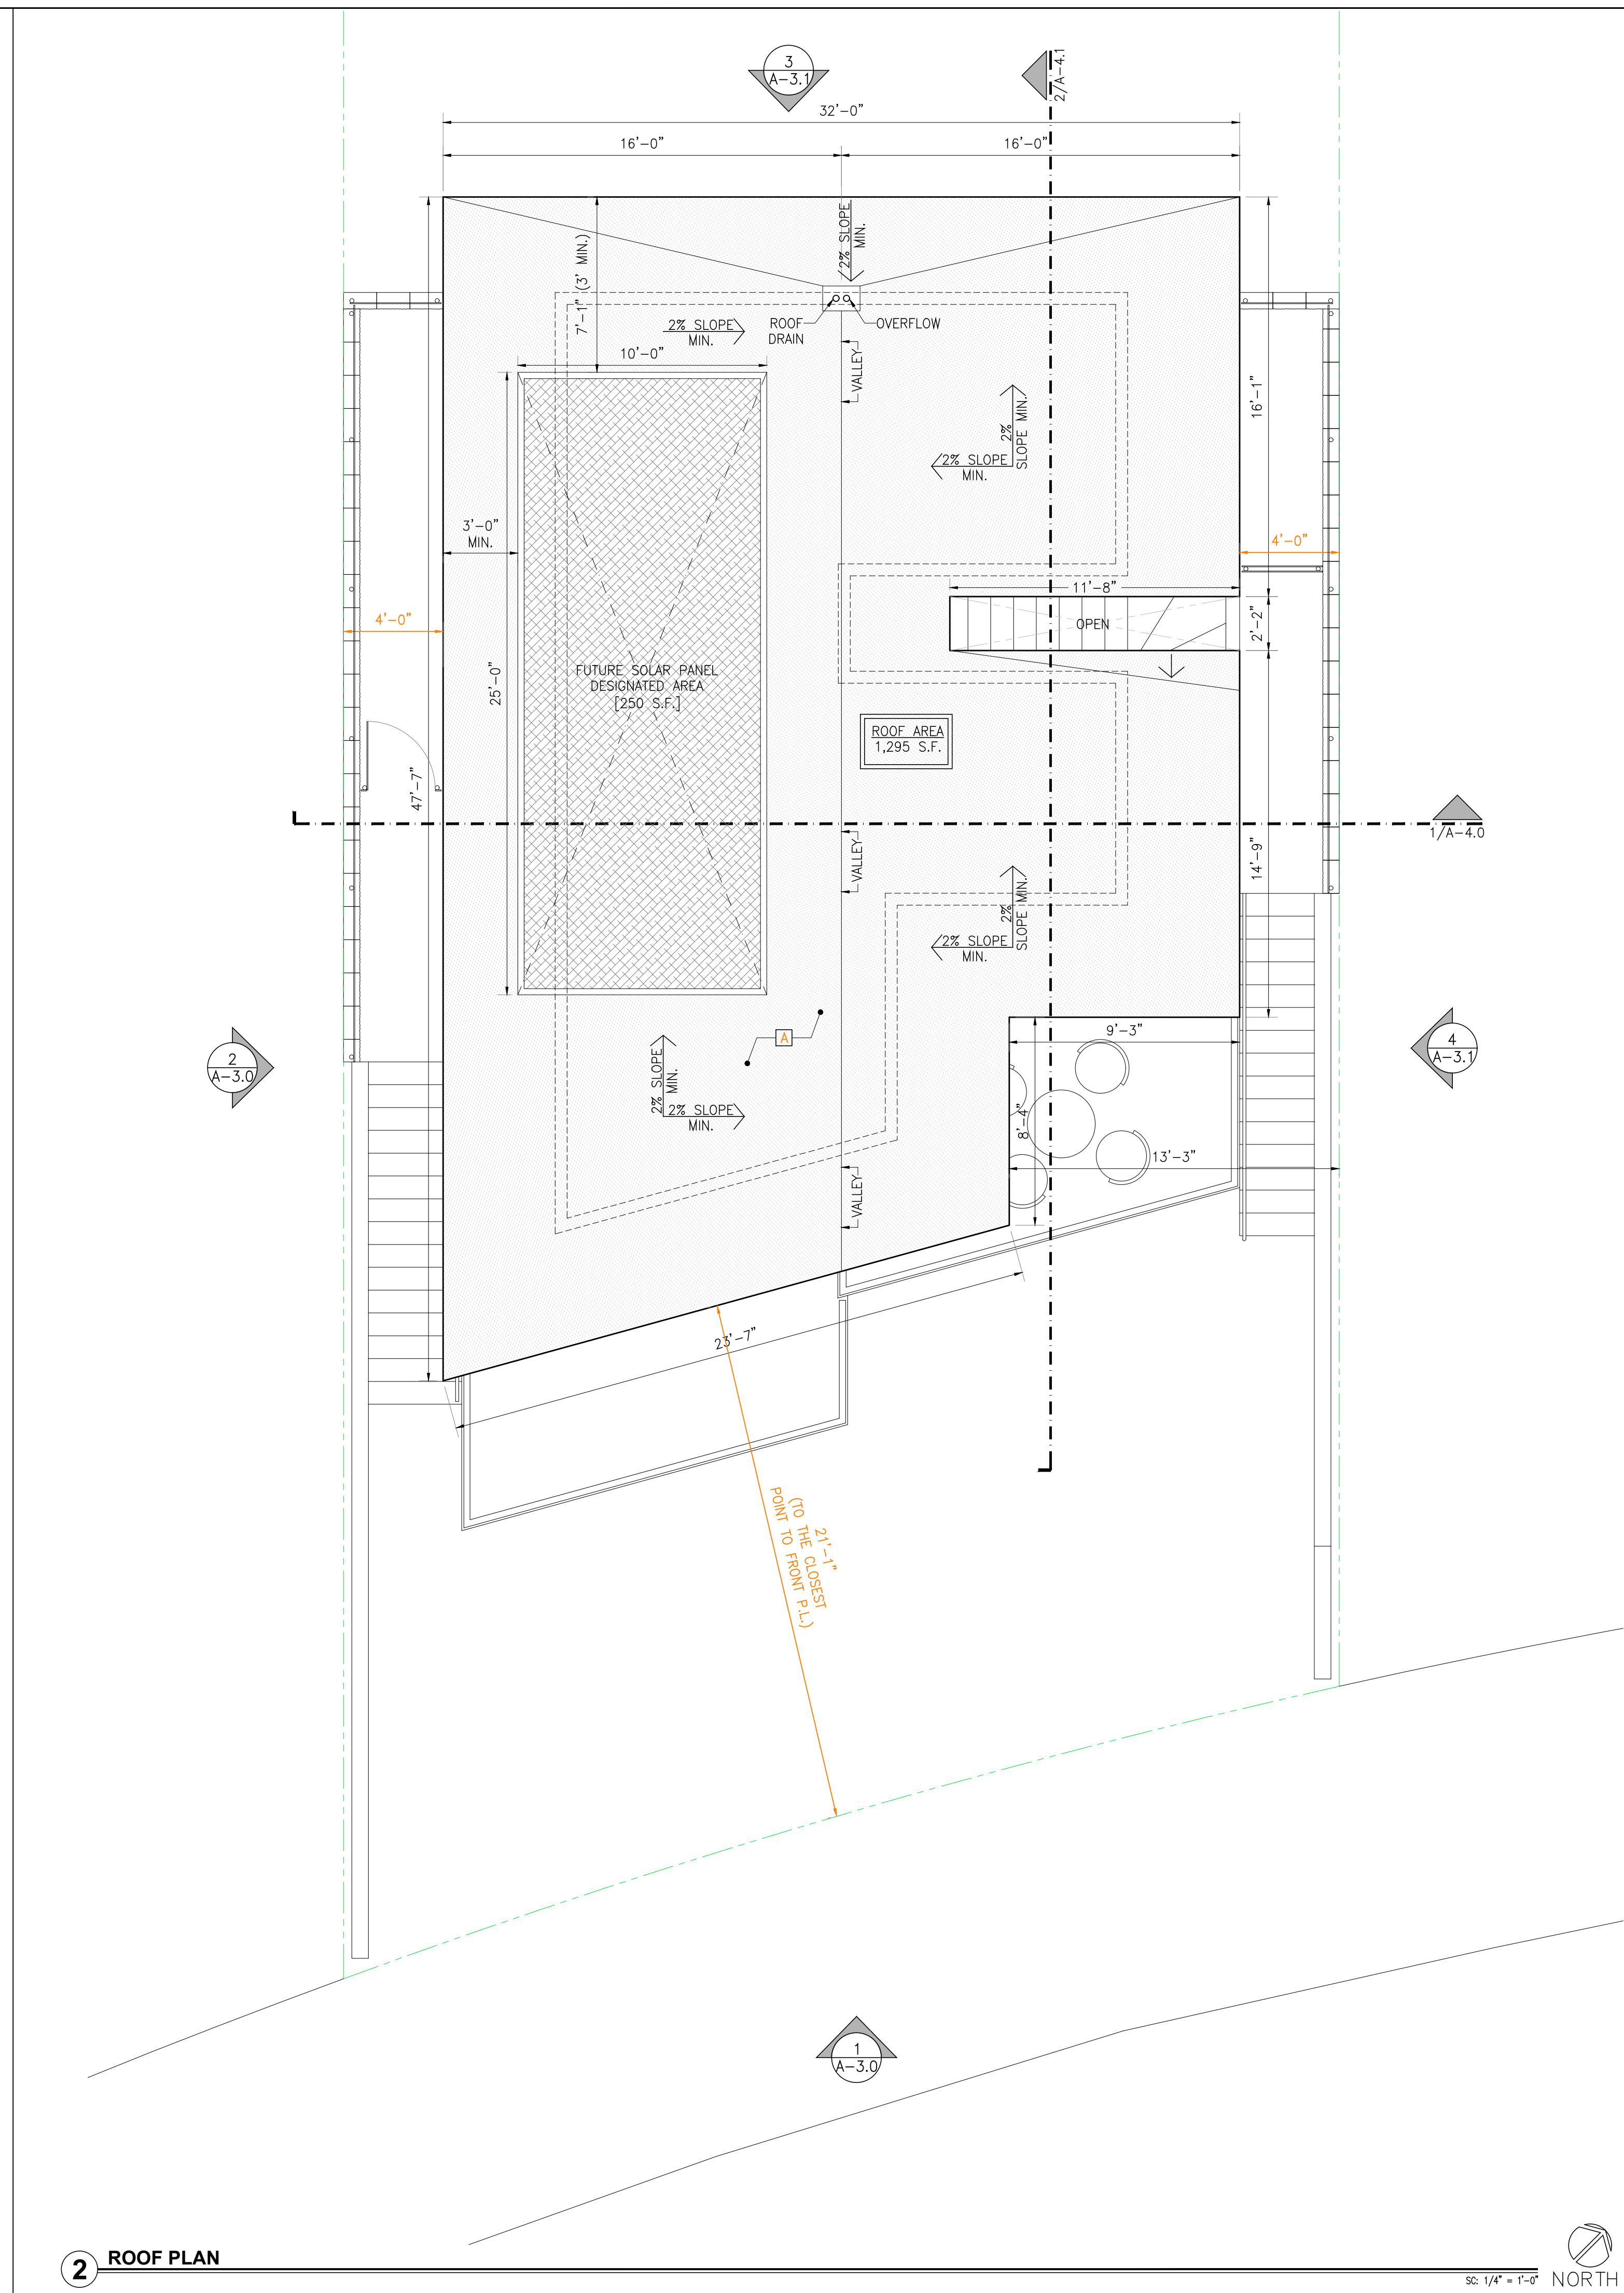 3
A-3.1
2/A-4.1
32'-0"
16'-0"
16'-0"
2% SLOPE
MIN.
7'-1" (3' MIN.)
2% SLOPE
MIN.
ROOF
DRAIN
OVERFLOW
10'-0"
VALLEY
16'-1"
2%
SLOPE MIN.
2% SLOPE
MIN.
3'-0"
MIN.
4'-0"
11'-8"
4'-0"
OPEN
2'-2"
25'-0"
FUTURE SOLAR PANEL
DESIGNATED AREA
[250 S.F.]
ROOF AREA
1,295 S.F.
47'-7"
VALLEY
14'-9"
1/A-4.0
2%
SLOPE MIN.
2% SLOPE
MIN.
A
2
A-3.0
2% SLOPE
MIN.
2% SLOPE
MIN.
9'-3"
4
A-3.1
8'-4"
13'-3"
VALLEY
23'-7"
21'-1"
(TO THE CLOSEST
POINT TO FRONT P.L.)
1
A-3.0
2
ROOF PLAN
SC: 1/4" = 1'-0"
NORTH